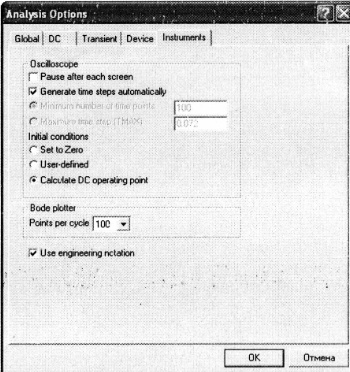 Analysis Options
Global DC Transient Device Instruments
Oscilloscope
Pause after each screen
Generate time steps automatically
Minimum number of time points 100
Maximum time step (TMAX) 0.072
Initial conditions
Set to Zero
User-defined
Calculate DC operating point
Bode plotter
Points per cycle 100
Use engineering notation
OK Отмена